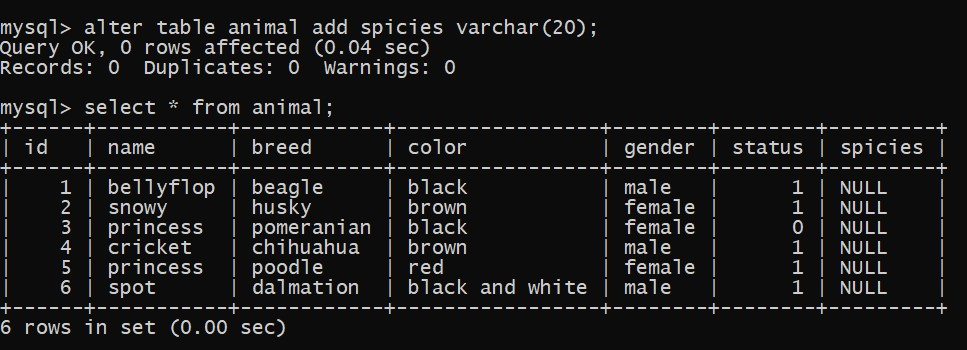 mysql> alter table animal add spicies varchar(20);
Query OK, 0 rows affected (0.04 sec)
Records: 0  Duplicates: 0  Warnings: 0

mysql> select * from animal;
+------+-----------+------------+-----------------+--------+--------+---------+
| id   | name      | breed      | color           | gender | status | spicies |
+------+-----------+------------+-----------------+--------+--------+---------+
|    1 | bellyflop | beagle     | black           | male   |      1 | NULL    |
|    2 | snowy     | husky      | brown           | female |      1 | NULL    |
|    3 | princess  | pomeranian | black           | female |      0 | NULL    |
|    4 | cricket   | chihuahua  | brown           | male   |      1 | NULL    |
|    5 | princess  | poodle     | red             | female |      1 | NULL    |
|    6 | spot      | dalmation  | black and white | male   |      1 | NULL    |
+------+-----------+------------+-----------------+--------+--------+---------+
6 rows in set (0.00 sec)